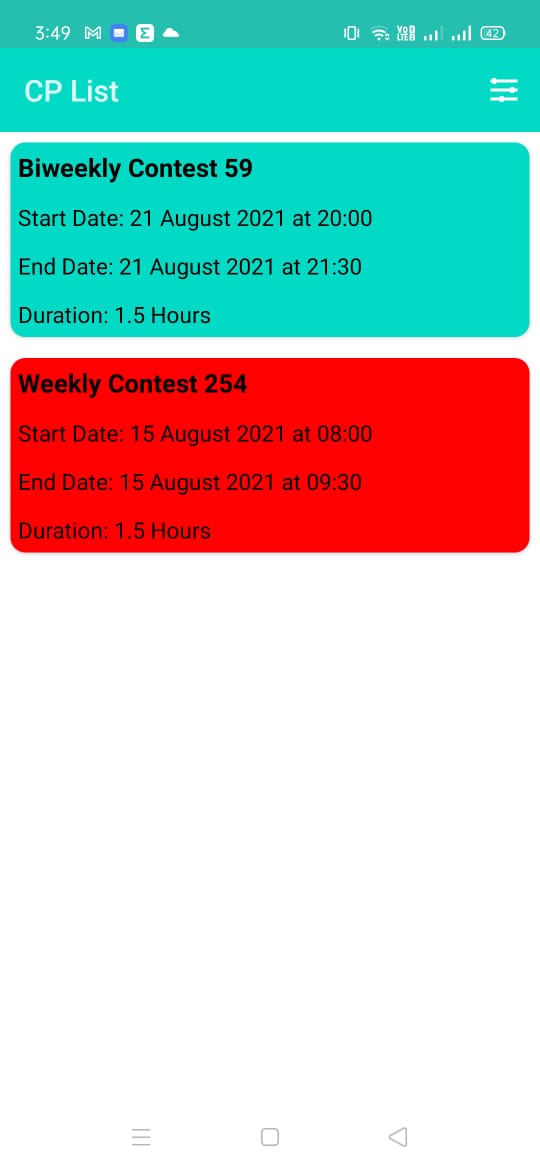 3:49
VoD
LTE2
42
CP List
Biweekly Contest 59
Start Date: 21 August 2021 at 20:00
End Date: 21 August 2021 at 21:30
Duration: 1.5 Hours
Weekly Contest 254
Start Date: 15 August 2021 at 08:00
End Date: 15 August 2021 at 09:30
Duration: 1.5 Hours